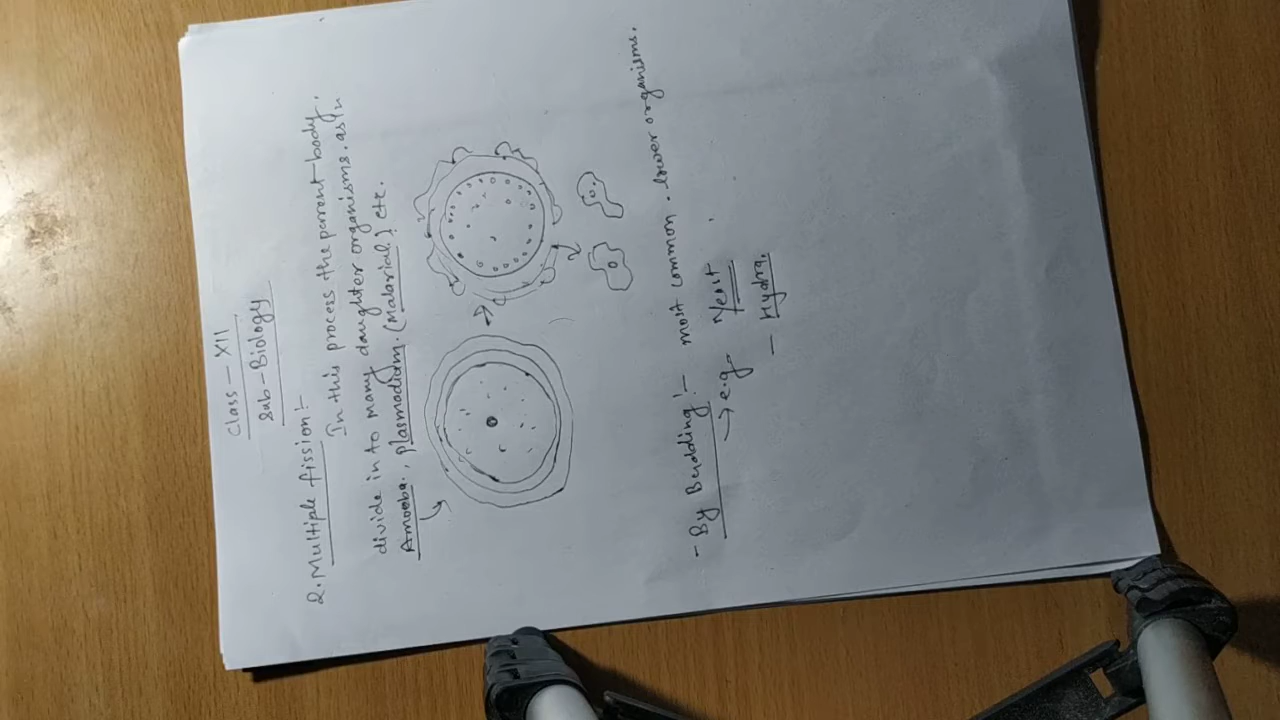 Class - XII
Sub - Biology
2. Multiple fission :-
In this process the parrant body.
divide in to many daughter organisms. as in
Amoeba, plasmodium. (Malarial) etc.
- By Budding :- most common. lower organisms.
→ e.g - Yeast
- Hydra.